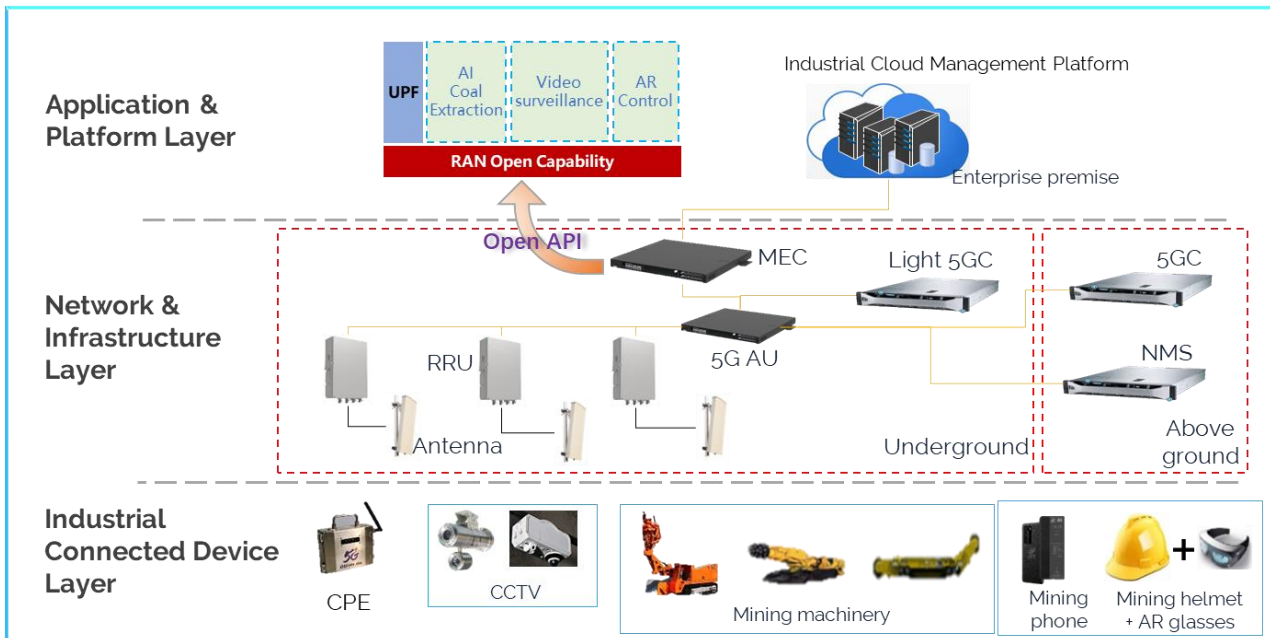 Application &
Platform Layer
UPF
AI
Coal
Extraction
Video
surveillance
AR
Control
RAN Open Capability
Industrial Cloud Management Platform
Enterprise premise
Open API
MEC
Light 5GC
5GC
Network &
Infrastructure
Layer
RRU
5G AU
NMS
Antenna
Underground
Above
ground
Industrial
Connected Device
Layer
5G
CPE
CCTV
Mining machinery
Mining
phone
+
Mining helmet
+ AR glasses